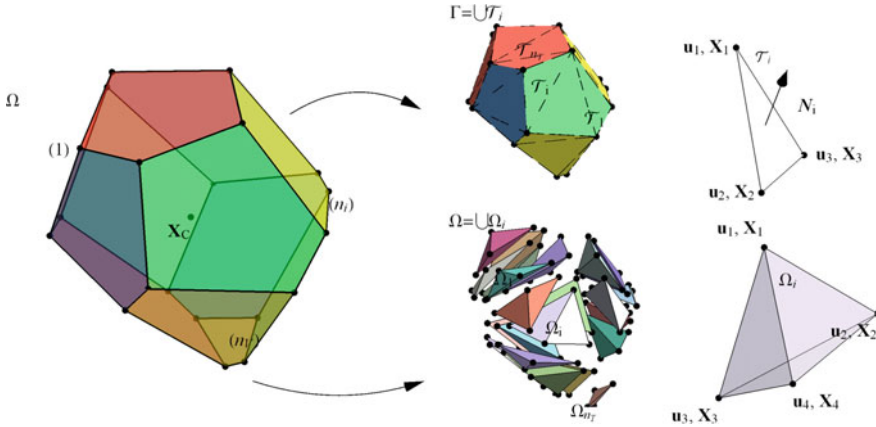 Ω
(1)
X_C
(n_i)
(n_Γ)
Γ=⋃𝒯_i
𝒯_{n_T}
𝒯_i
𝒯_1
u_1, X_1
𝒯_i
N_i
u_3, X_3
u_2, X_2
Ω=⋃Ω_i
Ω_i
Ω_{n_T}
u_1, X_1
Ω_i
u_2, X_2
u_4, X_4
u_3, X_3